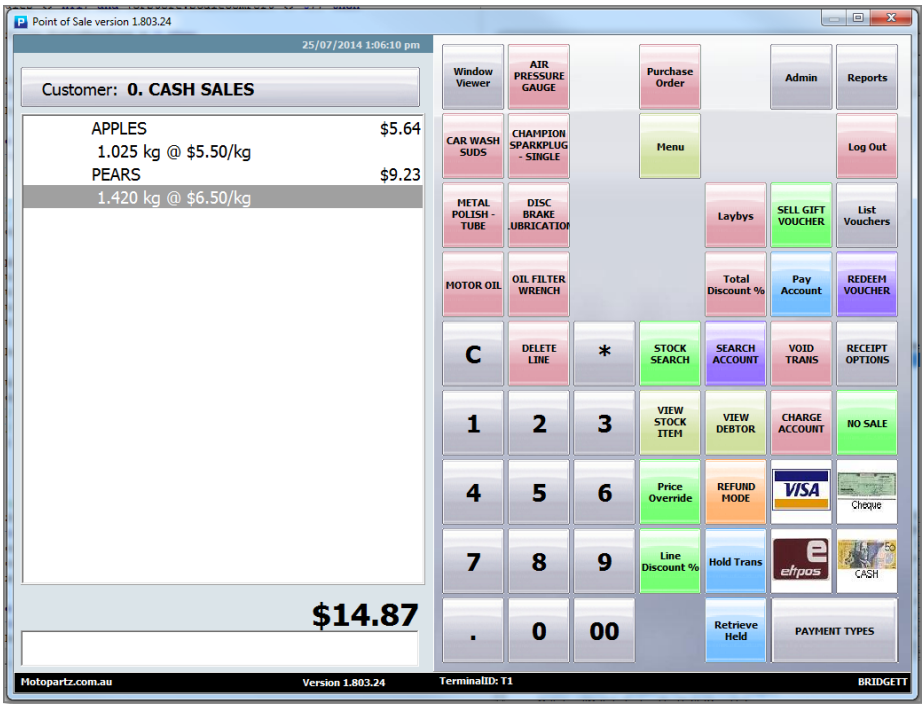 Point of Sale version 1.803.24
25/07/2014 1:06:10 pm
Customer: 0. CASH SALES
APPLES $5.64
1.025 kg @ $5.50/kg
PEARS $9.23
1.420 kg @ $6.50/kg
$14.87
Window
Viewer
AIR
PRESSURE
GAUGE
Purchase
Order
Admin
Reports
CAR WASH
SUDS
CHAMPION
SPARKPLUG
- SINGLE
Menu
Log Out
METAL
POLISH -
TUBE
DISC
BRAKE
LUBRICATION
Laybys
SELL GIFT
VOUCHER
List
Vouchers
MOTOR OIL
OIL FILTER
WRENCH
Total
Discount %
Pay
Account
REDEEM
VOUCHER
C
DELETE
LINE
*
STOCK
SEARCH
SEARCH
ACCOUNT
VOID
TRANS
RECEIPT
OPTIONS
1
2
3
VIEW
STOCK
ITEM
VIEW
DEBTOR
CHARGE
ACCOUNT
NO SALE
4
5
6
Price
Override
REFUND
MODE
VISA
Cheque
7
8
9
Line
Discount %
Hold Trans
e
eftpos
50
CASH
.
0
00
Retrieve
Held
PAYMENT TYPES
Motopartz.com.au
Version 1.803.24
TerminalID: T1
BRIDGETT